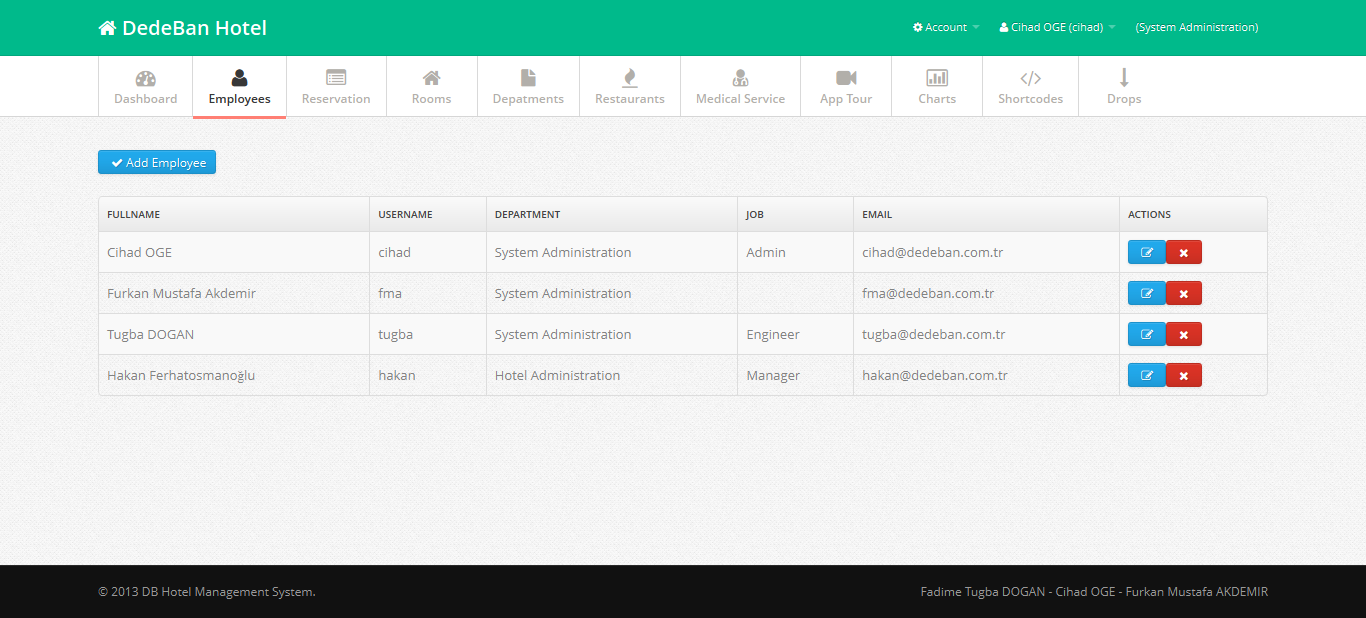 DedeBan Hotel
Account
Cihad OGE (cihad)
(System Administration)
Dashboard
Employees
Reservation
Rooms
Depatments
Restaurants
Medical Service
App Tour
Charts
Shortcodes
Drops
Add Employee
FULLNAME USERNAME DEPARTMENT JOB EMAIL ACTIONS
Cihad OGE cihad System Administration Admin cihad@dedeban.com.tr
Furkan Mustafa Akdemir fma System Administration fma@dedeban.com.tr
Tugba DOGAN tugba System Administration Engineer tugba@dedeban.com.tr
Hakan Ferhatosmanoğlu hakan Hotel Administration Manager hakan@dedeban.com.tr
© 2013 DB Hotel Management System.
Fadime Tugba DOGAN - Cihad OGE - Furkan Mustafa AKDEMIR